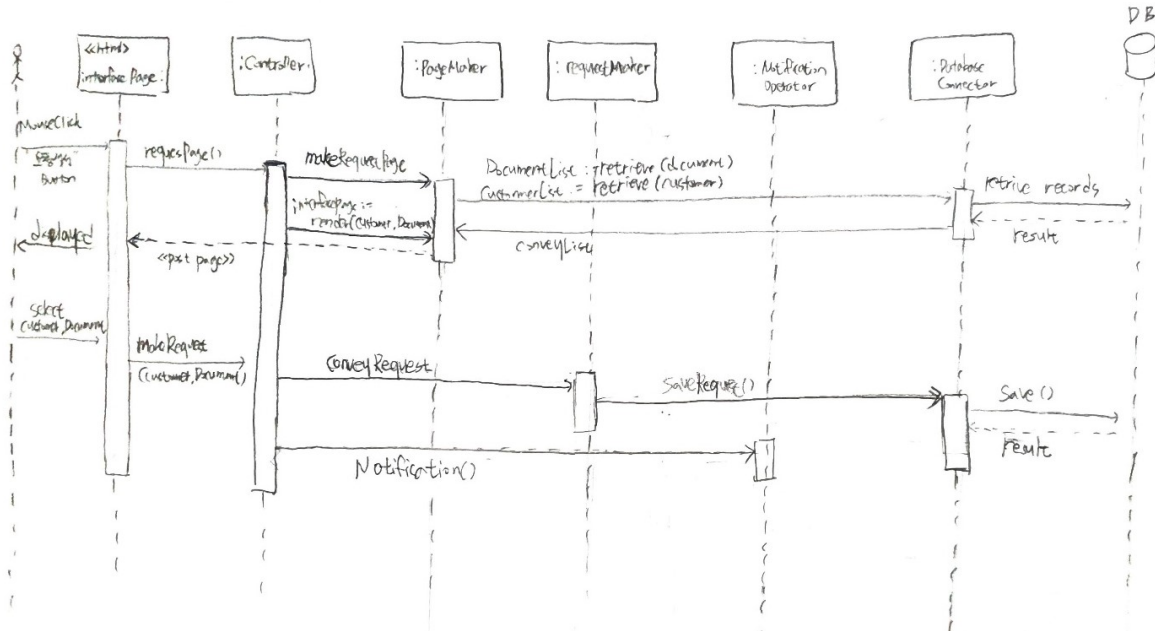 DB
<<html>>
:interface Page.
:Controller.
:PageMaker
:requestMaker
:Notification
Operator
:Database
Connector
MouseClick
Button
requesPage()
makeRequestPage
DocumentList := retrieve (document)
CustomerList := retrieve (customer)
retrive records
interfacePage :=
render(Customer, Document)
displayed
<<post page>>
conveyList
result
select
Customer, Document
makeRequest
(Customer, Document)
ConveyRequest
SaveRequest()
Save()
result
Notification()